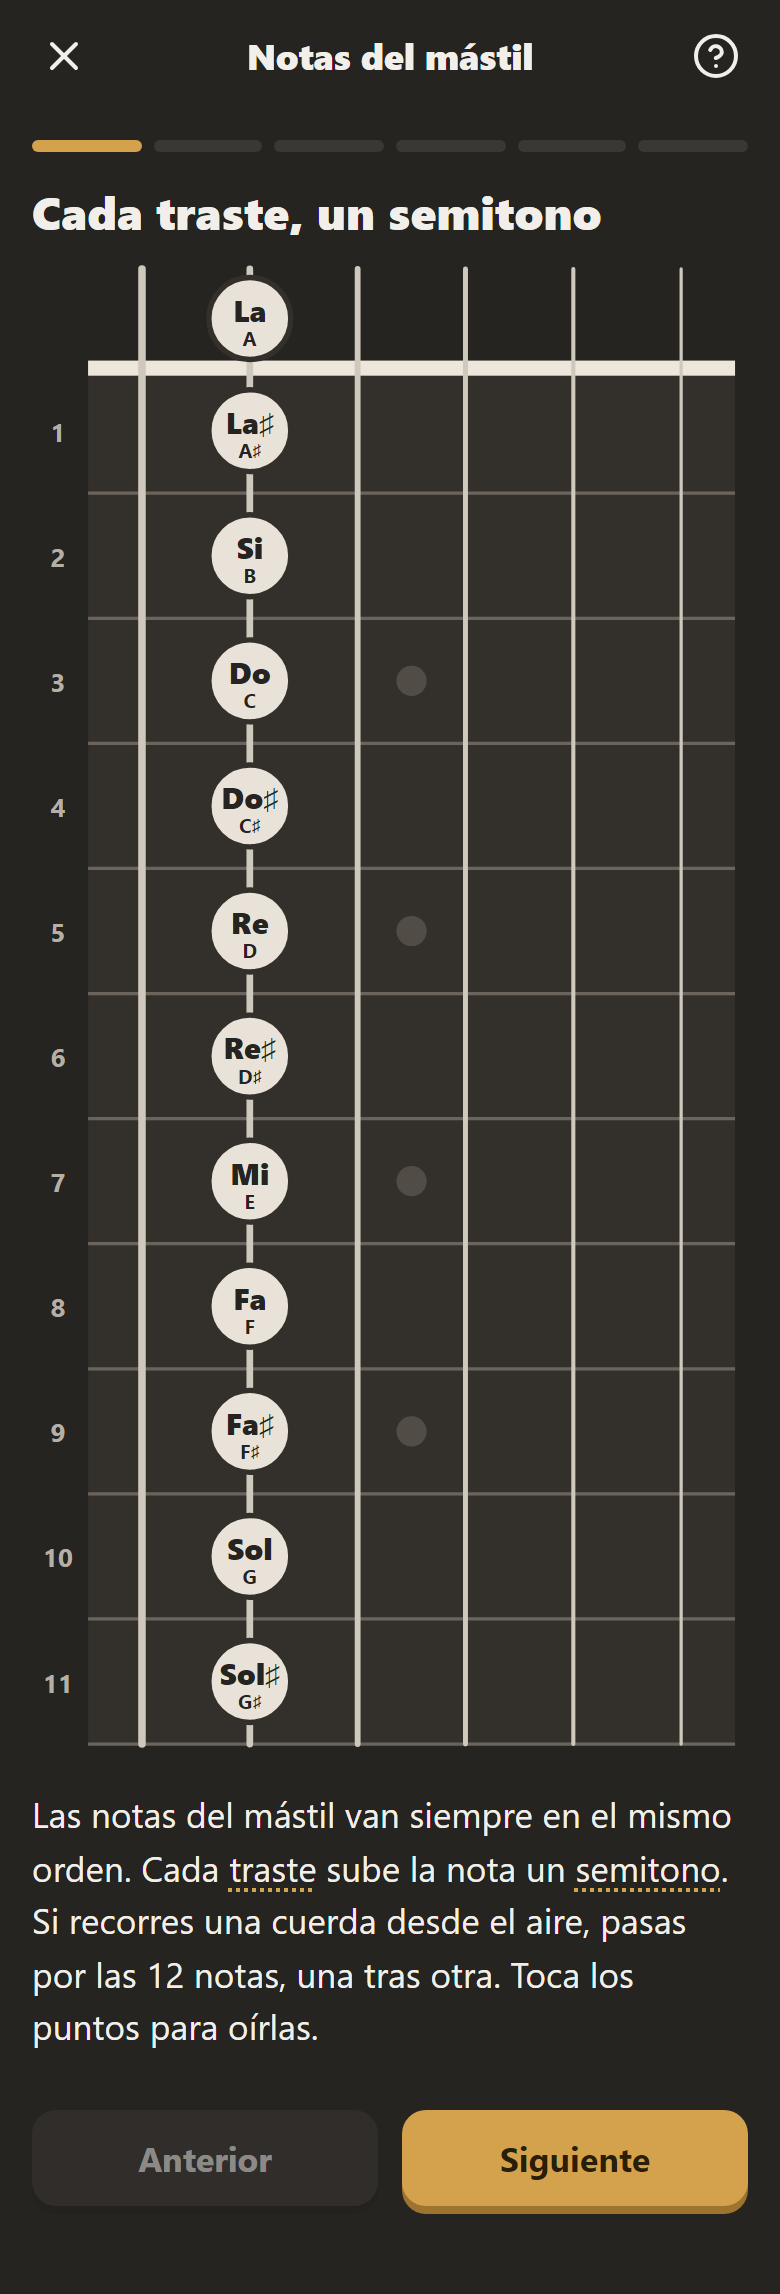 Notas del mástil
?
Cada traste, un semitono
La
A
1
La♯
A♯
2
Si
B
3
Do
C
4
Do♯
C♯
5
Re
D
6
Re♯
D♯
7
Mi
E
8
Fa
F
9
Fa♯
F♯
10
Sol
G
11
Sol♯
G♯
Las notas del mástil van siempre en el mismo
orden. Cada traste sube la nota un semitono.
Si recorres una cuerda desde el aire, pasas
por las 12 notas, una tras otra. Toca los
puntos para oírlas.
Anterior
Siguiente